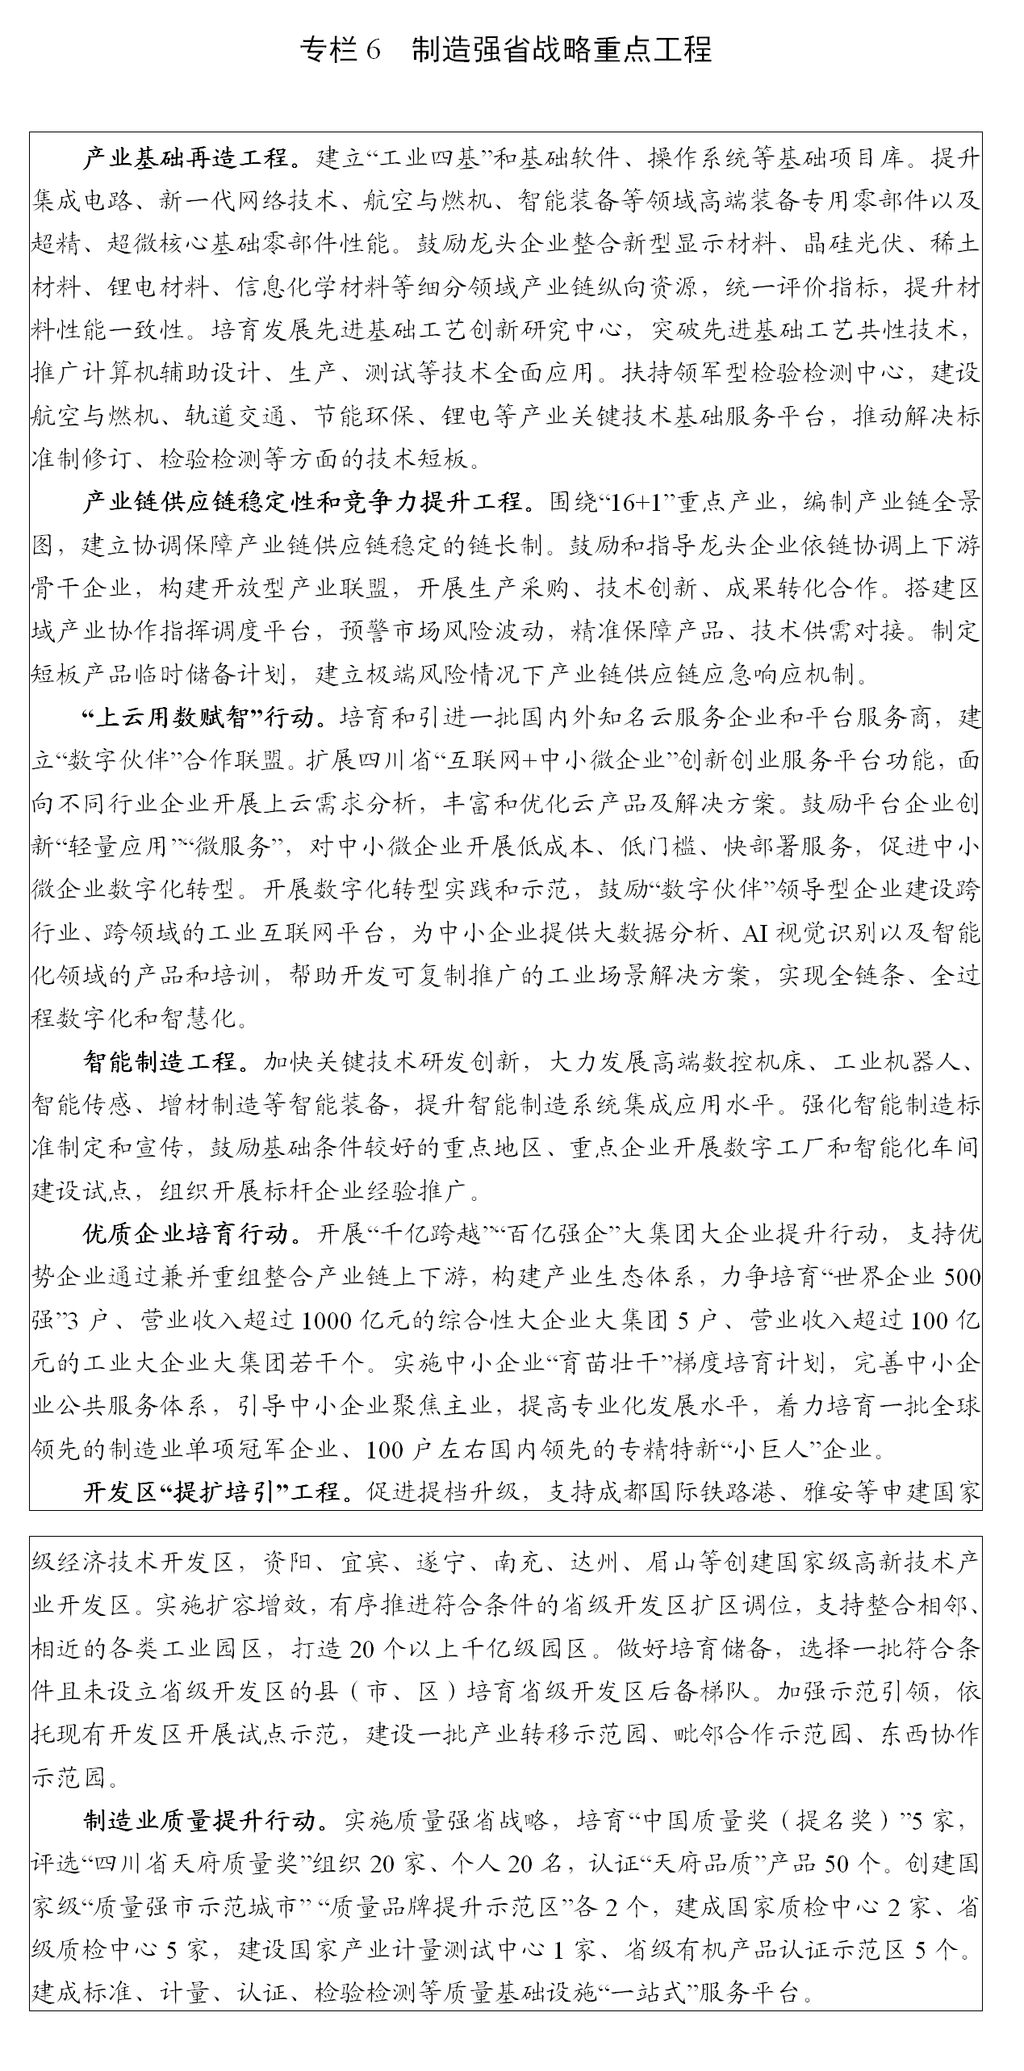 专栏 6　制造强省战略重点工程
产业基础再造工程。建立“工业四基”和基础软件、操作系统等基础项目库。提升
集成电路、新一代网络技术、航空与燃机、智能装备等领域高端装备专用零部件以及
超精、超微核心基础零部件性能。鼓励龙头企业整合新型显示材料、晶硅光伏、稀土
材料、锂电材料、信息化学材料等细分领域产业链纵向资源，统一评价指标，提升材
料性能一致性。培育发展先进基础工艺创新研究中心，突破先进基础工艺共性技术，
推广计算机辅助设计、生产、测试等技术全面应用。扶持领军型检验检测中心，建设
航空与燃机、轨道交通、节能环保、锂电等产业关键技术基础服务平台，推动解决标
准制修订、检验检测等方面的技术短板。
产业链供应链稳定性和竞争力提升工程。围绕“16+1”重点产业，编制产业链全景
图，建立协调保障产业链供应链稳定的链长制。鼓励和指导龙头企业依链协调上下游
骨干企业，构建开放型产业联盟，开展生产采购、技术创新、成果转化合作。搭建区
域产业协作指挥调度平台，预警市场风险波动，精准保障产品、技术供需对接。制定
短板产品临时储备计划，建立极端风险情况下产业链供应链应急响应机制。
“上云用数赋智”行动。培育和引进一批国内外知名云服务企业和平台服务商，建
立“数字伙伴”合作联盟。扩展四川省“互联网+中小微企业”创新创业服务平台功能，面
向不同行业企业开展上云需求分析，丰富和优化云产品及解决方案。鼓励平台企业创
新“轻量应用”“微服务”，对中小微企业开展低成本、低门槛、快部署服务，促进中小
微企业数字化转型。开展数字化转型实践和示范，鼓励“数字伙伴”领导型企业建设跨
行业、跨领域的工业互联网平台，为中小企业提供大数据分析、AI 视觉识别以及智能
化领域的产品和培训，帮助开发可复制推广的工业场景解决方案，实现全链条、全过
程数字化和智慧化。
智能制造工程。加快关键技术研发创新，大力发展高端数控机床、工业机器人、
智能传感、增材制造等智能装备，提升智能制造系统集成应用水平。强化智能制造标
准制定和宣传，鼓励基础条件较好的重点地区、重点企业开展数字工厂和智能化车间
建设试点，组织开展标杆企业经验推广。
优质企业培育行动。开展“千亿跨越”“百亿强企”大集团大企业提升行动，支持优
势企业通过兼并重组整合产业链上下游，构建产业生态体系，力争培育“世界企业 500
强”3 户、营业收入超过 1000 亿元的综合性大企业大集团 5 户、营业收入超过 100 亿
元的工业大企业大集团若干个。实施中小企业“育苗壮干”梯度培育计划，完善中小企
业公共服务体系，引导中小企业聚焦主业，提高专业化发展水平，着力培育一批全球
领先的制造业单项冠军企业、100 户左右国内领先的专精特新“小巨人”企业。
开发区“提扩培引”工程。促进提档升级，支持成都国际铁路港、雅安等申建国家
级经济技术开发区，资阳、宜宾、遂宁、南充、达州、眉山等创建国家级高新技术产
业开发区。实施扩容增效，有序推进符合条件的省级开发区扩区调位，支持整合相邻、
相近的各类工业园区，打造 20 个以上千亿级园区。做好培育储备，选择一批符合条
件且未设立省级开发区的县（市、区）培育省级开发区后备梯队。加强示范引领，依
托现有开发区开展试点示范，建设一批产业转移示范园、毗邻合作示范园、东西协作
示范园。
制造业质量提升行动。实施质量强省战略，培育“中国质量奖（提名奖）”5 家，
评选“四川省天府质量奖”组织 20 家、个人 20 名，认证“天府品质”产品 50 个。创建国
家级“质量强市示范城市” “质量品牌提升示范区”各 2 个，建成国家质检中心 2 家、省
级质检中心 5 家，建设国家产业计量测试中心 1 家、省级有机产品认证示范区 5 个。
建成标准、计量、认证、检验检测等质量基础设施“一站式”服务平台。